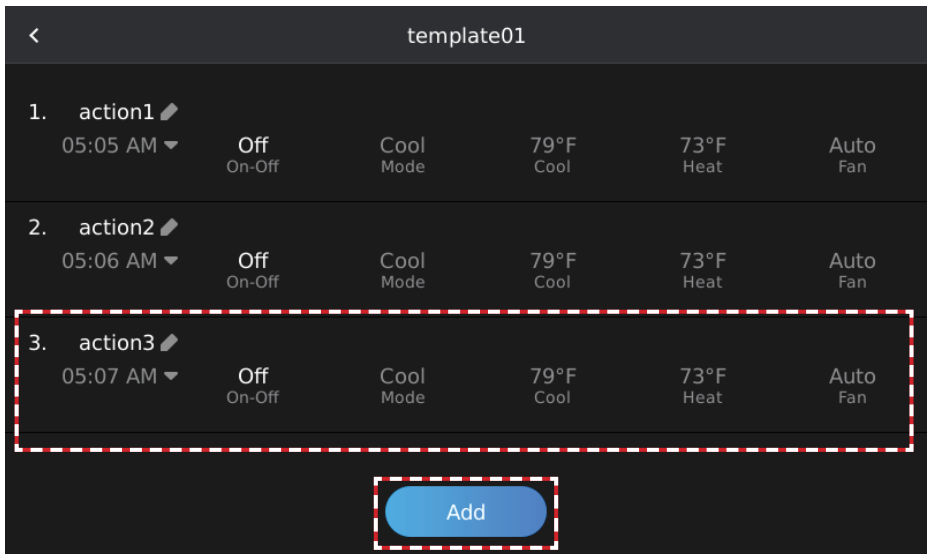 template01
1. action1
05:05 AM Off Cool 79°F 73°F Auto
On-Off Mode Cool Heat Fan
2. action2
05:06 AM Off Cool 79°F 73°F Auto
On-Off Mode Cool Heat Fan
3. action3
05:07 AM Off Cool 79°F 73°F Auto
On-Off Mode Cool Heat Fan
Add